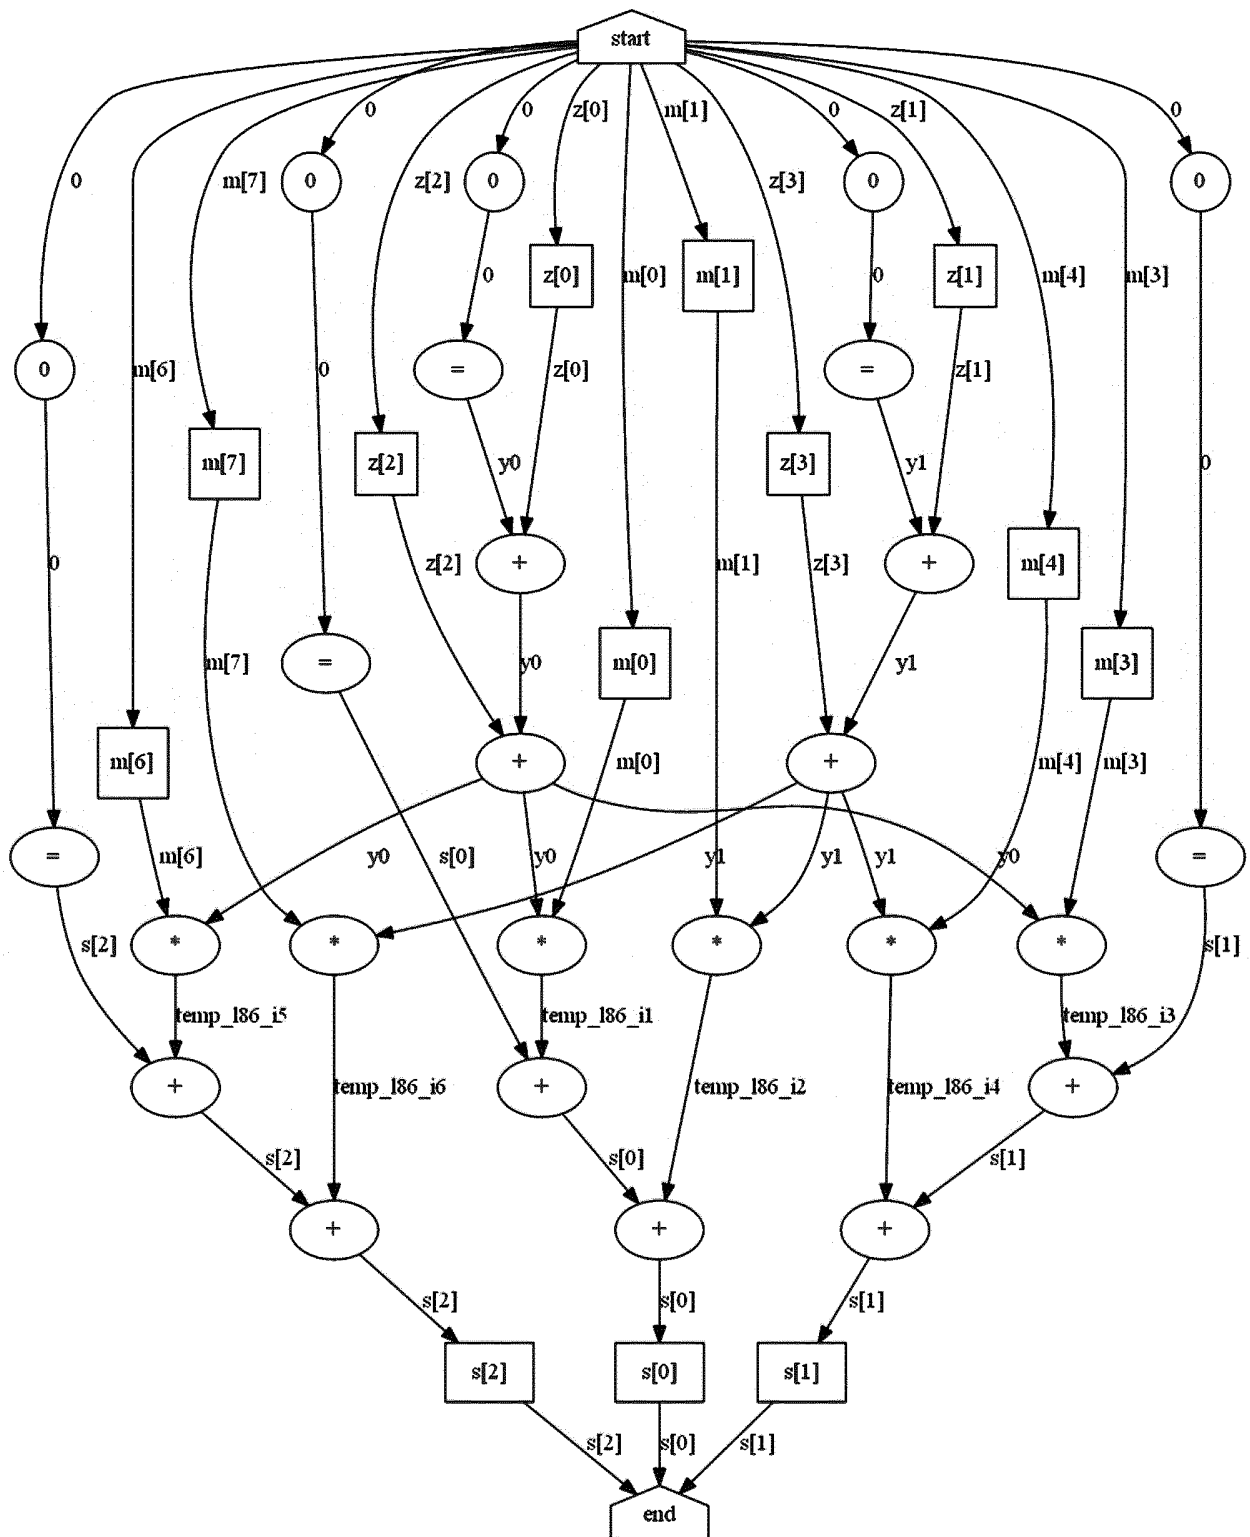 start
0 0 z[0] m[1] 0 z[1] 0
0 m[7] 0 z[2] 0 z[3] 0 0
0 z[0] m[0] m[1] 0 z[1] m[4] m[3]
0 m[6] 0 = z[0] = z[1]
m[7] z[2] y0 z[3] y1 0
0 z[2] + m[1] z[3] + m[4]
m[7] = y0 m[0] y1 m[3]
m[6] + m[0] + m[4] m[3]
= m[6] y0 s[0] y0 y1 y1 y1 y0 =
s[2] * * * * * * s[1]
temp_l86_i5 temp_l86_i1 temp_l86_i3
+ temp_l86_i6 + temp_l86_i2 temp_l86_i4 +
s[2] s[0] s[1]
+ + +
s[2] s[0] s[1]
s[2] s[0] s[1]
s[2] s[0] s[1]
end